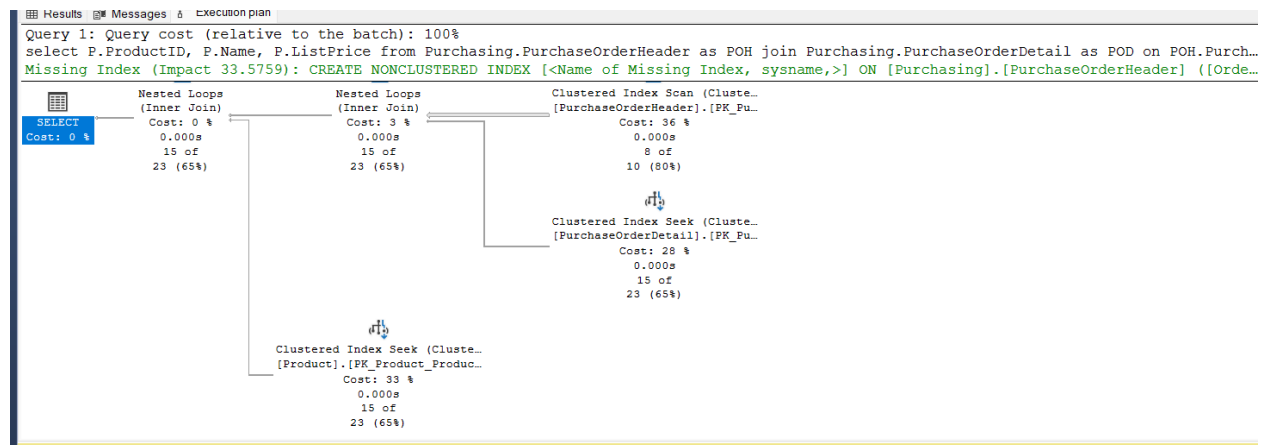 Results Messages Execution plan
Query 1: Query cost (relative to the batch): 100%
select P.ProductID, P.Name, P.ListPrice from Purchasing.PurchaseOrderHeader as POH join Purchasing.PurchaseOrderDetail as POD on POH.Purch…
Missing Index (Impact 33.5759): CREATE NONCLUSTERED INDEX [<Name of Missing Index, sysname,>] ON [Purchasing].[PurchaseOrderHeader] ([Orde…
SELECT
Cost: 0 %
Nested Loops
(Inner Join)
Cost: 0 %
0.000s
15 of
23 (65%)
Nested Loops
(Inner Join)
Cost: 3 %
0.000s
15 of
23 (65%)
Clustered Index Scan (Cluste…
[PurchaseOrderHeader].[PK_Pu…
Cost: 36 %
0.000s
8 of
10 (80%)
Clustered Index Seek (Cluste…
[PurchaseOrderDetail].[PK_Pu…
Cost: 28 %
0.000s
15 of
23 (65%)
Clustered Index Seek (Cluste…
[Product].[PK_Product_Produc…
Cost: 33 %
0.000s
15 of
23 (65%)